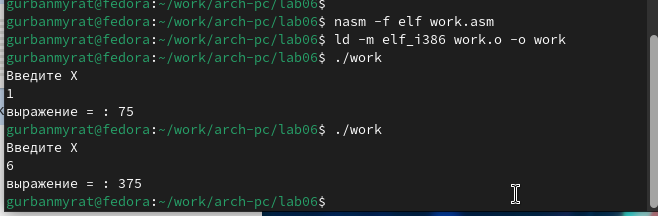 gurbanmyrat@fedora:~/work/arch-pc/lab06$
gurbanmyrat@fedora:~/work/arch-pc/lab06$ nasm -f elf work.asm
gurbanmyrat@fedora:~/work/arch-pc/lab06$ ld -m elf_i386 work.o -o work
gurbanmyrat@fedora:~/work/arch-pc/lab06$ ./work
Введите X
1
выражение = : 75
gurbanmyrat@fedora:~/work/arch-pc/lab06$ ./work
Введите X
6
выражение = : 375
gurbanmyrat@fedora:~/work/arch-pc/lab06$